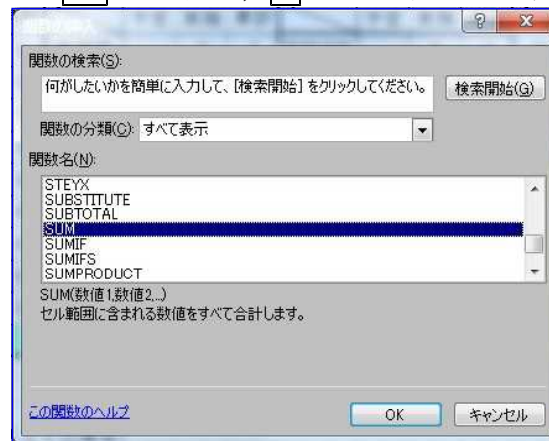 関数の検索(S):
何がしたいかを簡単に入力して、[検索開始] をクリックしてください。
検索開始(G)
関数の分類(C): すべて表示
関数名(N):
STEYX
SUBSTITUTE
SUBTOTAL
SUM
SUMIF
SUMIFS
SUMPRODUCT
SUM(数値1,数値2,...)
セル範囲に含まれる数値をすべて合計します。
この関数のヘルプ
OK キャンセル